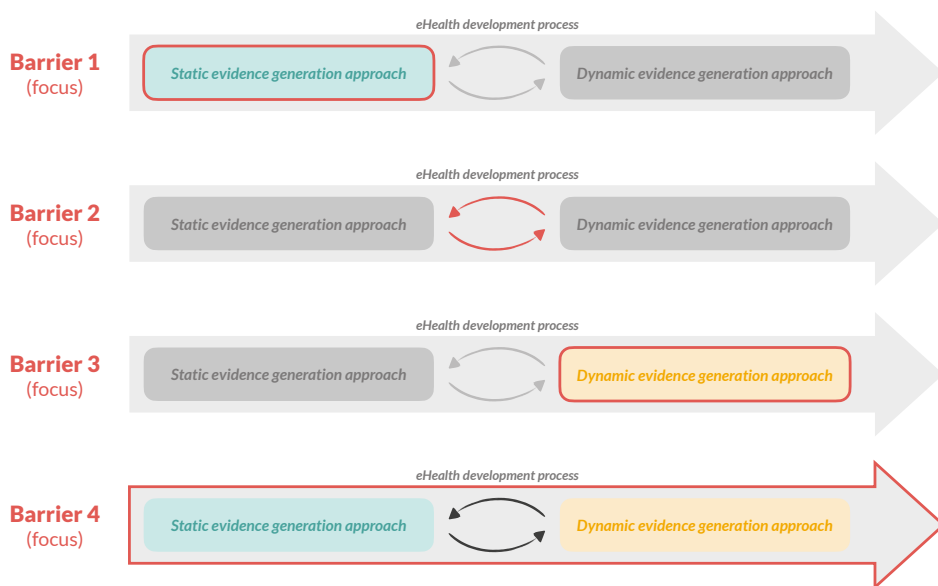 eHealth development process
Barrier 1
(focus)
Static evidence generation approach
Dynamic evidence generation approach
eHealth development process
Barrier 2
(focus)
Static evidence generation approach
Dynamic evidence generation approach
eHealth development process
Barrier 3
(focus)
Static evidence generation approach
Dynamic evidence generation approach
eHealth development process
Barrier 4
(focus)
Static evidence generation approach
Dynamic evidence generation approach